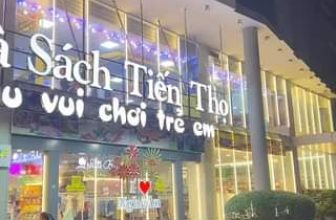 à Sách Tiến Thọ
u vui chơi trẻ em